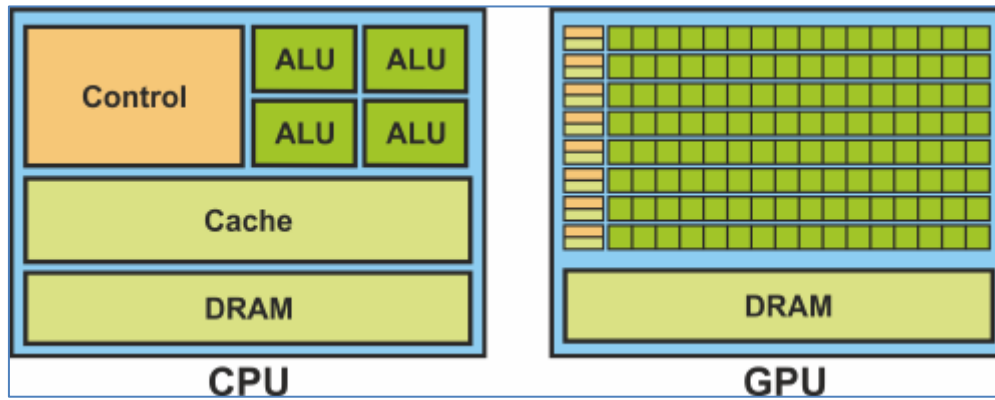 Control
ALU ALU
ALU ALU
Cache
DRAM
CPU
DRAM
GPU